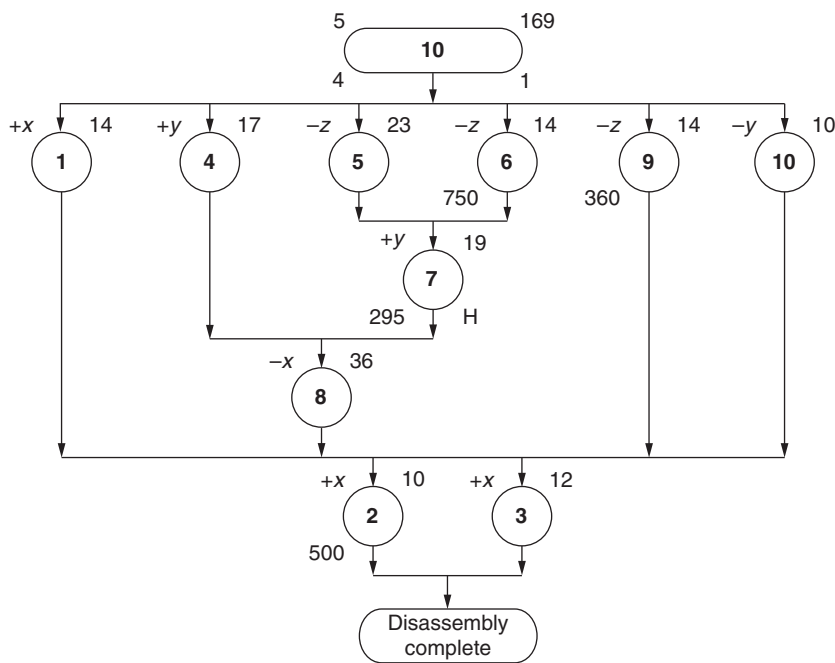 5 169
10
4 1
+x 14 +y 17 –z 23 –z 14 –z 14 –y 10
1 4 5 6 9 10
750 360
+y 19
7
295 H
–x 36
8
+x 10 +x 12
2 3
500
Disassembly
complete